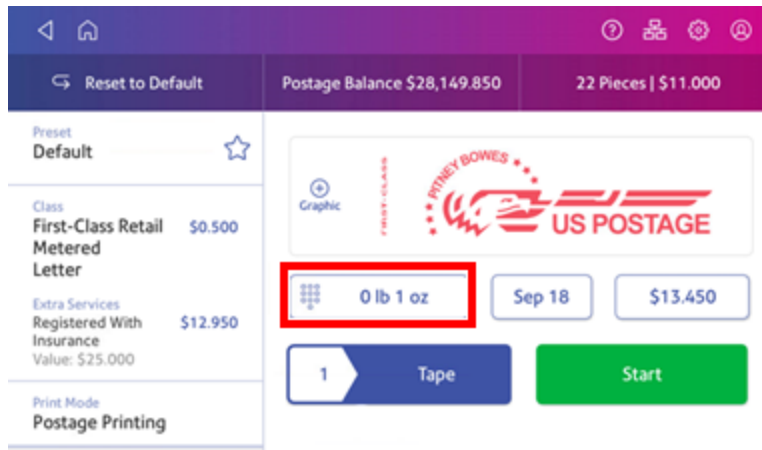 Reset to Default
Postage Balance $28,149.850
22 Pieces | $11.000
Preset
Default
Class
First-Class Retail $0.500
Metered
Letter
Extra Services
Registered With $12.950
Insurance
Value: $25.000
Print Mode
Postage Printing
Graphic
FIRST-CLASS
PITNEY BOWES
US POSTAGE
0 lb 1 oz
Sep 18
$13.450
1
Tape
Start